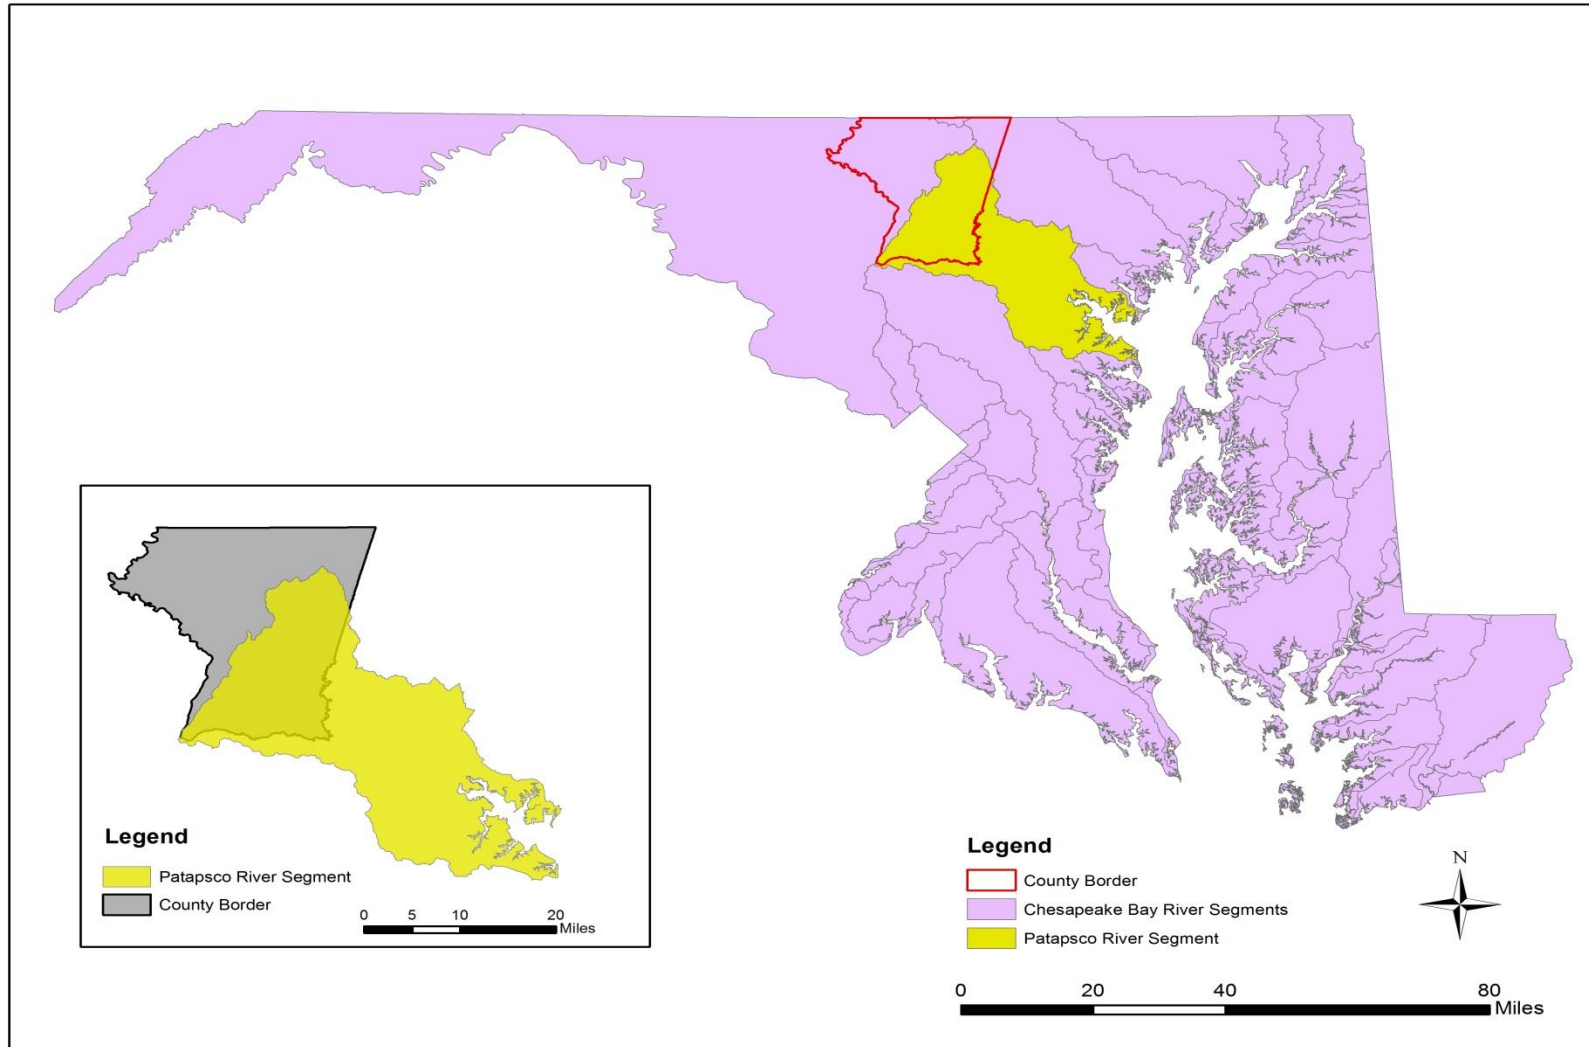 Legend
Patapsco River Segment
County Border
0 5 10 20
Miles
Legend
County Border
Chesapeake Bay River Segments
Patapsco River Segment
N
0 20 40 80
Miles